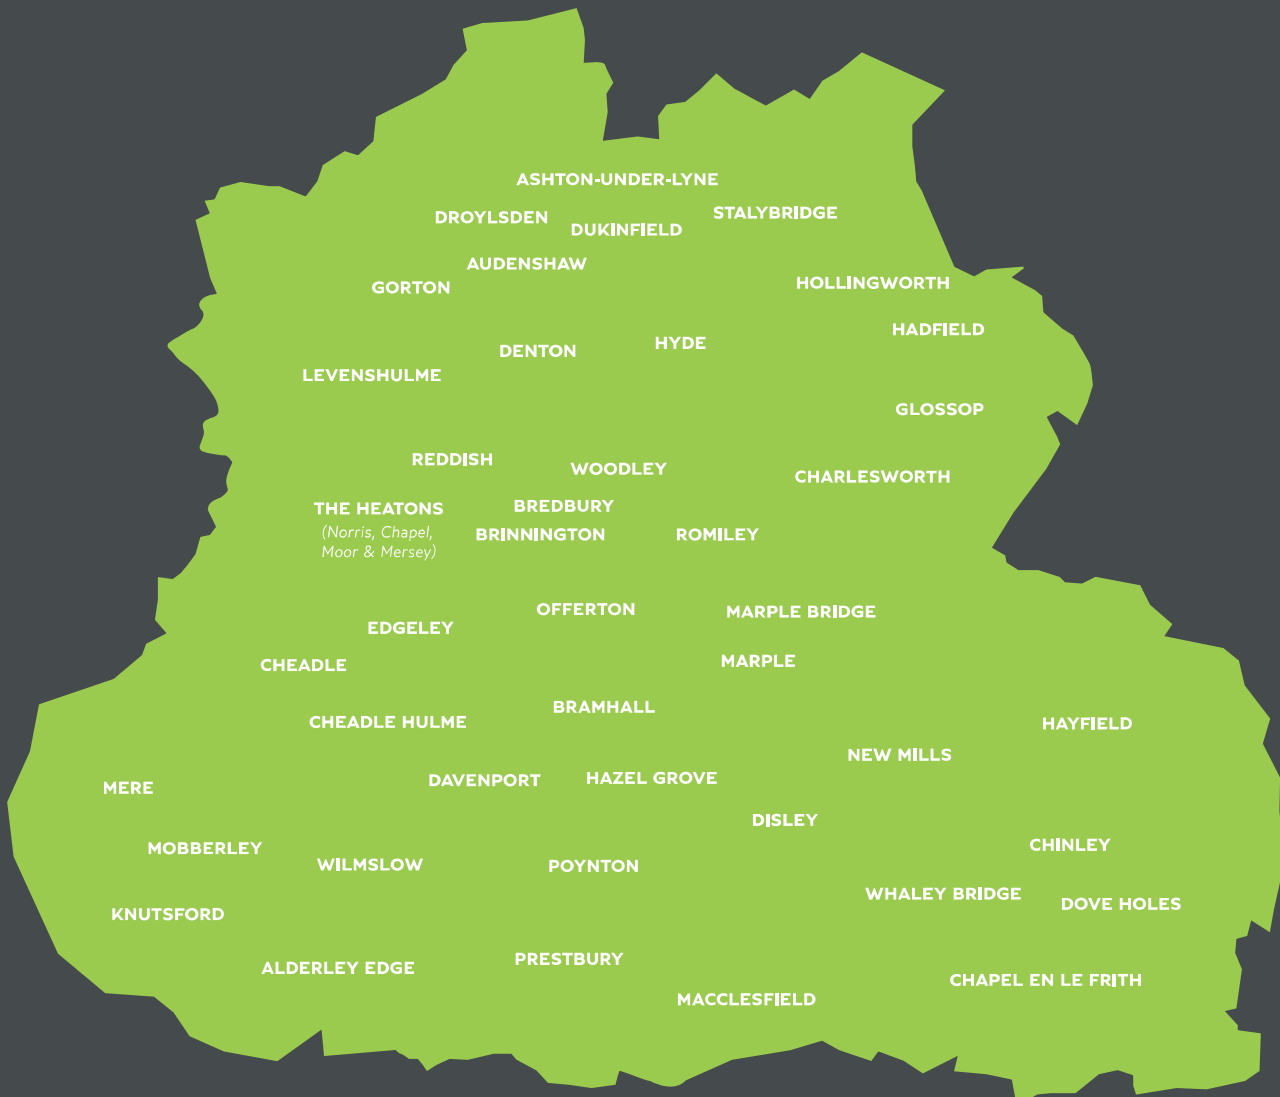 ASHTON-UNDER-LYNE
DROYLSDEN
STALYBRIDGE
DUKINFIELD
AUDENSHAW
GORTON
HOLLINGWORTH
HADFIELD
DENTON
HYDE
LEVENSHULME
GLOSSOP
REDDISH
WOODLEY
CHARLESWORTH
THE HEATONS
(Norris, Chapel,
Moor & Mersey)
BREDBURY
BRINNINGTON
ROMILEY
OFFERTON
MARPLE BRIDGE
EDGELEY
CHEADLE
MARPLE
BRAMHALL
CHEADLE HULME
HAYFIELD
NEW MILLS
MERE
DAVENPORT
HAZEL GROVE
DISLEY
MOBBERLEY
CHINLEY
WILMSLOW
POYNTON
WHALEY BRIDGE
DOVE HOLES
KNUTSFORD
ALDERLEY EDGE
PRESTBURY
CHAPEL EN LE FRITH
MACCLESFIELD